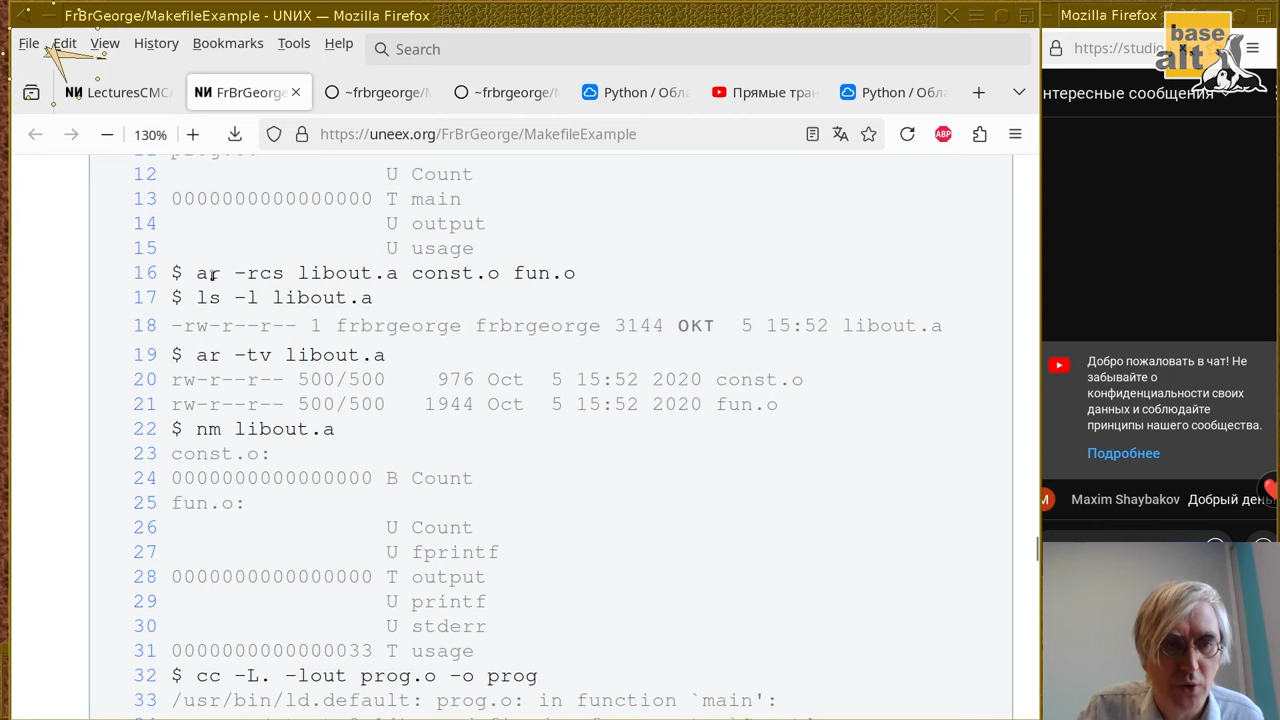 FrBrGeorge/MakefileExample - UNИX — Mozilla Firefox
Mozilla Firefox
base
alt
File Edit View History Bookmarks Tools Help
Search
https://studio
LecturesCMC/
FrBrGeorge
~frbrgeorge/M
~frbrgeorge/M
Python / Обла
Прямые тран
Python / Обла
130%
https://uneex.org/FrBrGeorge/MakefileExample
нтересные сообщения
12 U Count
13 0000000000000000 T main
14 U output
15 U usage
16 $ ar -rcs libout.a const.o fun.o
17 $ ls -l libout.a
18 -rw-r--r-- 1 frbrgeorge frbrgeorge 3144 окт 5 15:52 libout.a
19 $ ar -tv libout.a
20 rw-r--r-- 500/500 976 Oct 5 15:52 2020 const.o
21 rw-r--r-- 500/500 1944 Oct 5 15:52 2020 fun.o
22 $ nm libout.a
23 const.o:
24 0000000000000000 B Count
25 fun.o:
26 U Count
27 U fprintf
28 0000000000000000 T output
29 U printf
30 U stderr
31 0000000000000033 T usage
32 $ cc -L. -lout prog.o -o prog
33 /usr/bin/ld.default: prog.o: in function `main':
Добро пожаловать в чат! Не
забывайте о
конфиденциальности своих
данных и соблюдайте
принципы нашего сообщества.
Подробнее
M Maxim Shaybakov Добрый день